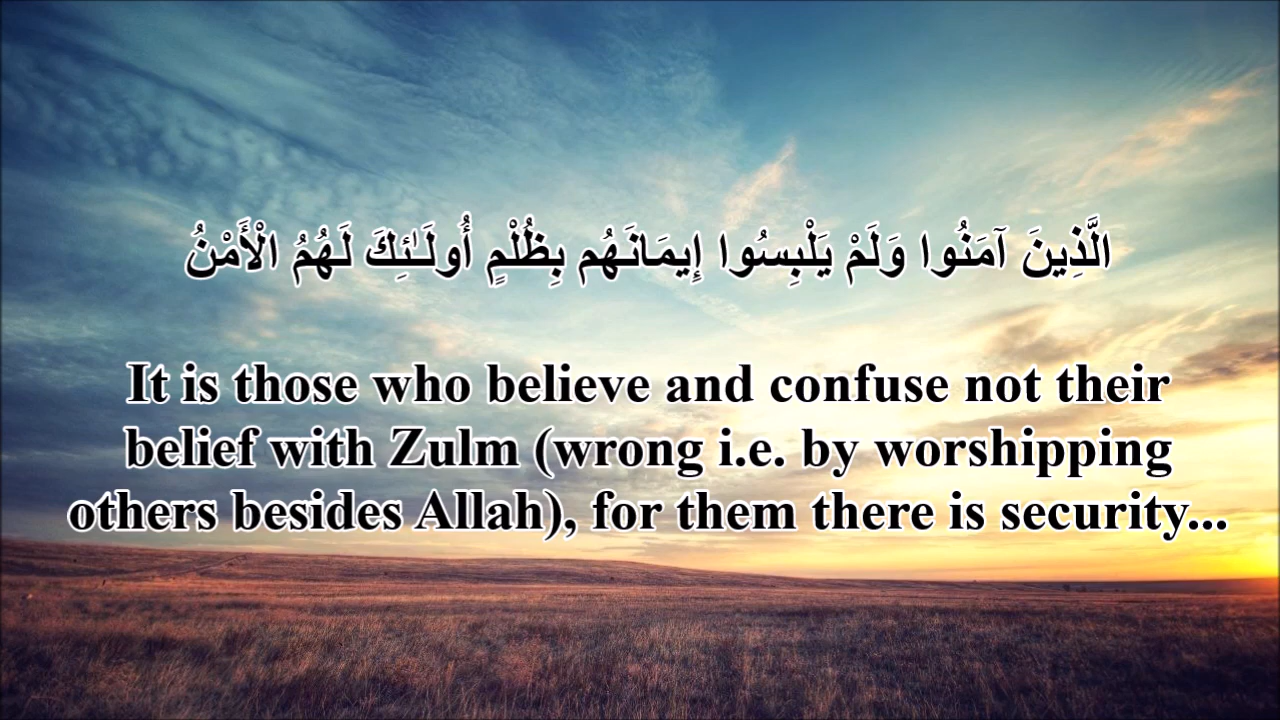 الَّذِينَ آمَنُوا وَلَمْ يَلْبِسُوا إِيمَانَهُم بِظُلْمٍ أُولَـٰئِكَ لَهُمُ الْأَمْنُ
It is those who believe and confuse not their
belief with Zulm (wrong i.e. by worshipping
others besides Allah), for them there is security...